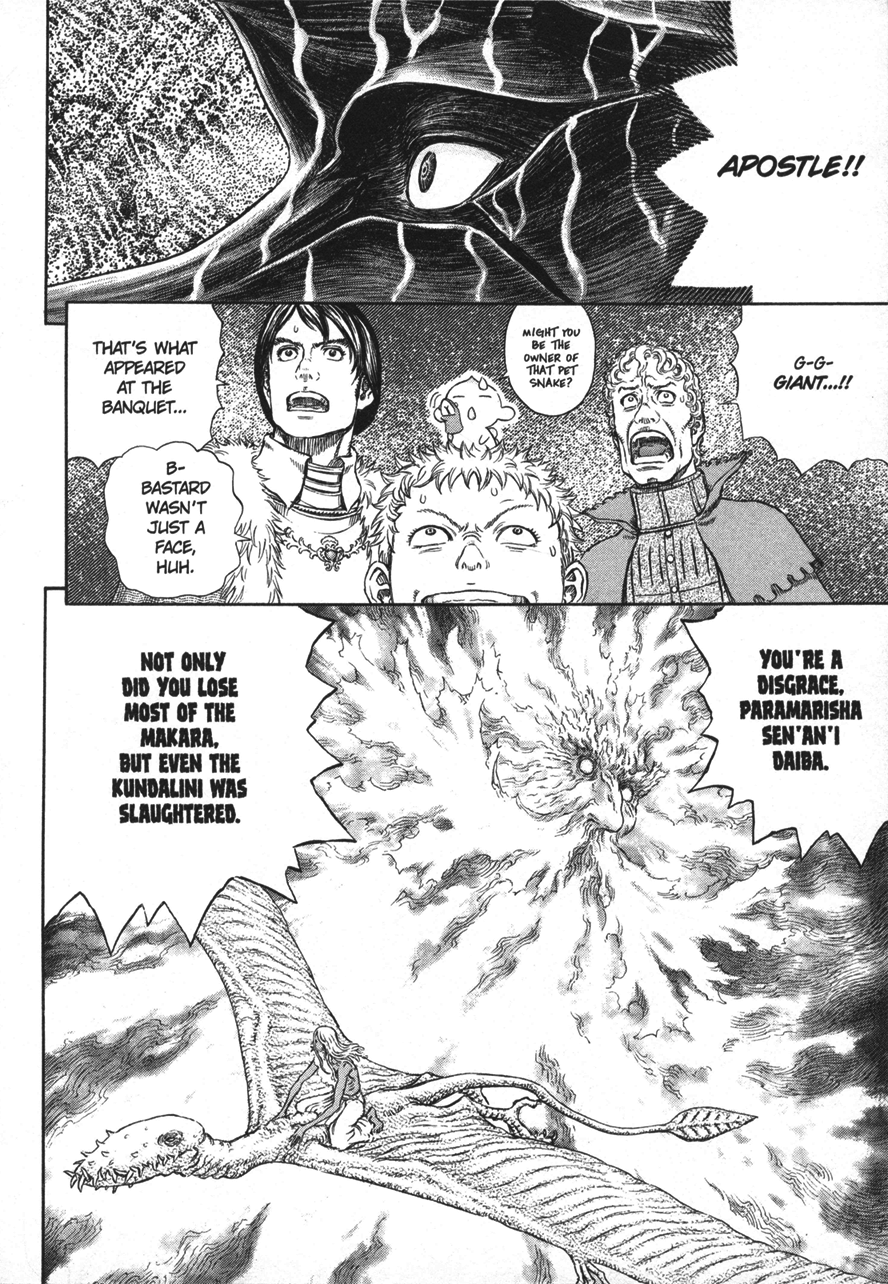 APOSTLE!!
G-G-
GIANT...!!
MIGHT YOU
BE THE
OWNER OF
THAT PET
SNAKE?
THAT'S WHAT
APPEARED
AT THE
BANQUET...
B-
BASTARD
WASN'T
JUST A
FACE,
HUH.
YOU'RE A
DISGRACE,
PARAMARISHA
SEN'AN'I
DAIBA.
NOT ONLY
DID YOU LOSE
MOST OF THE
MAKARA,
BUT EVEN THE
KUNDALINI WAS
SLAUGHTERED.